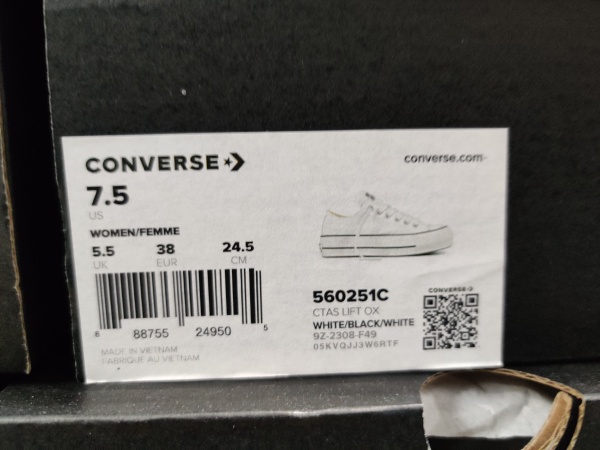 CONVERSE
converse.com
7.5
US
WOMEN/FEMME
5.5 38 24.5
UK EUR CM
8 88755 24950 5
MADE IN VIETNAM
FABRIQUÉ AU VIETNAM
CONVERSE
560251C
CTAS LIFT OX
WHITE/BLACK/WHITE
9Z-2308-F49
05KVQJJ3W6RTF